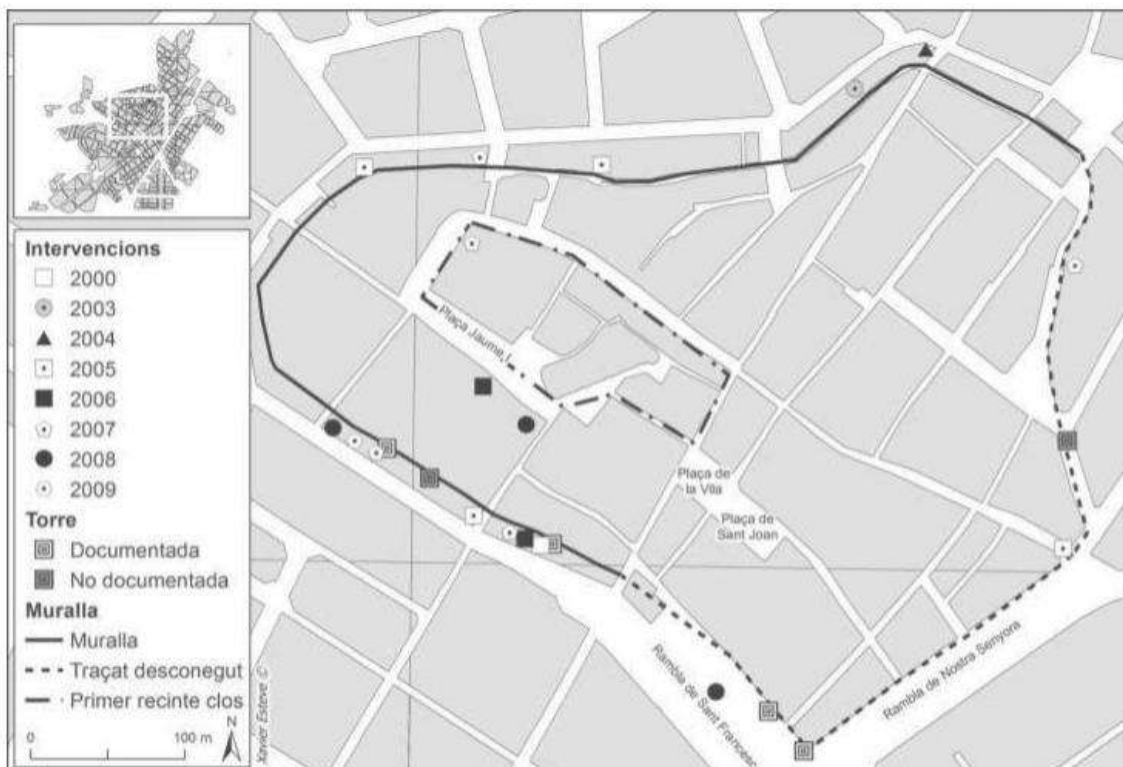 Intervencions
2000
2003
2004
2005
2006
2007
2008
2009
Torre
Documentada
No documentada
Muralla
Muralla
Traçat desconegut
Primer recinte clos
N
0
100 m
Xavier Esteve ©
Plaça Jaume I
Plaça de
la Vila
Plaça de
Sant Joan
Rambla de Sant Francesc
Rambla de Nostra Senyora